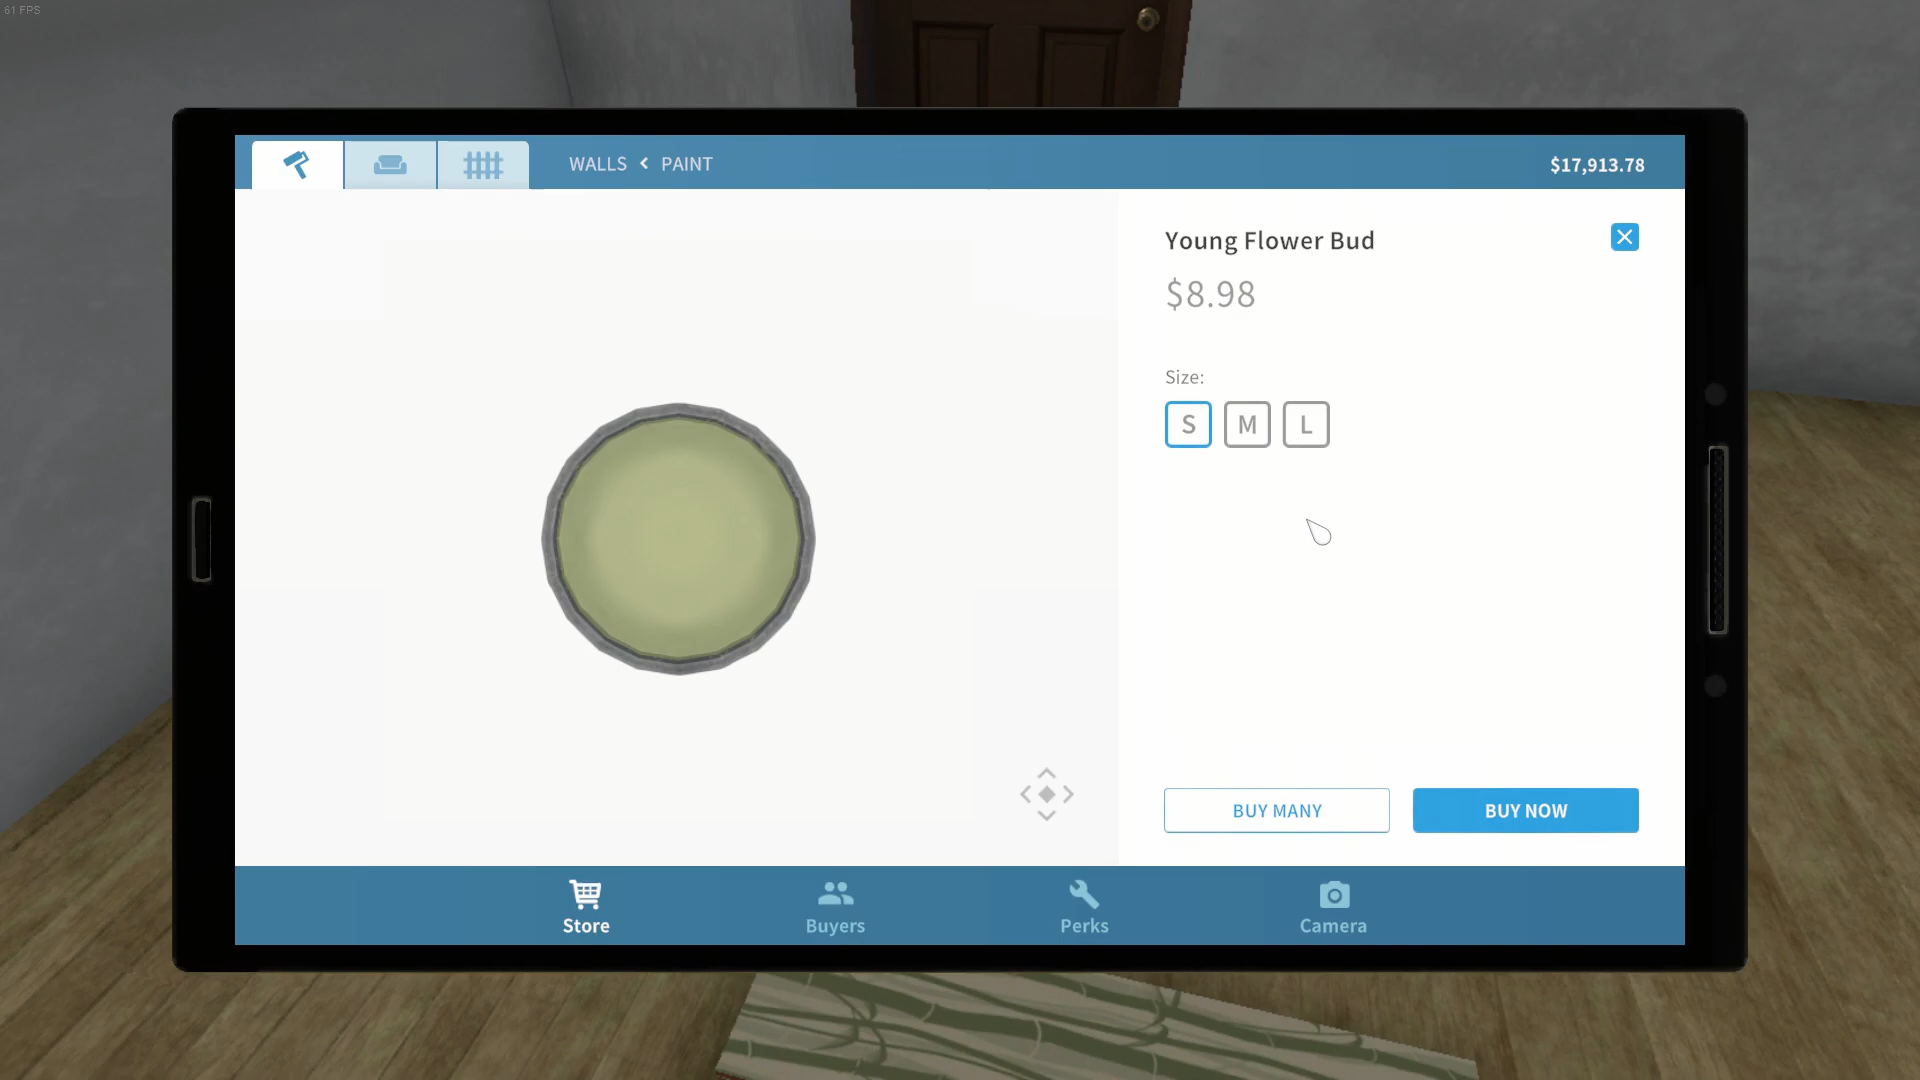 61 FPS
WALLS < PAINT
$17,913.78
Young Flower Bud
$8.98
Size:
S M L
BUY MANY BUY NOW
Store Buyers Perks Camera